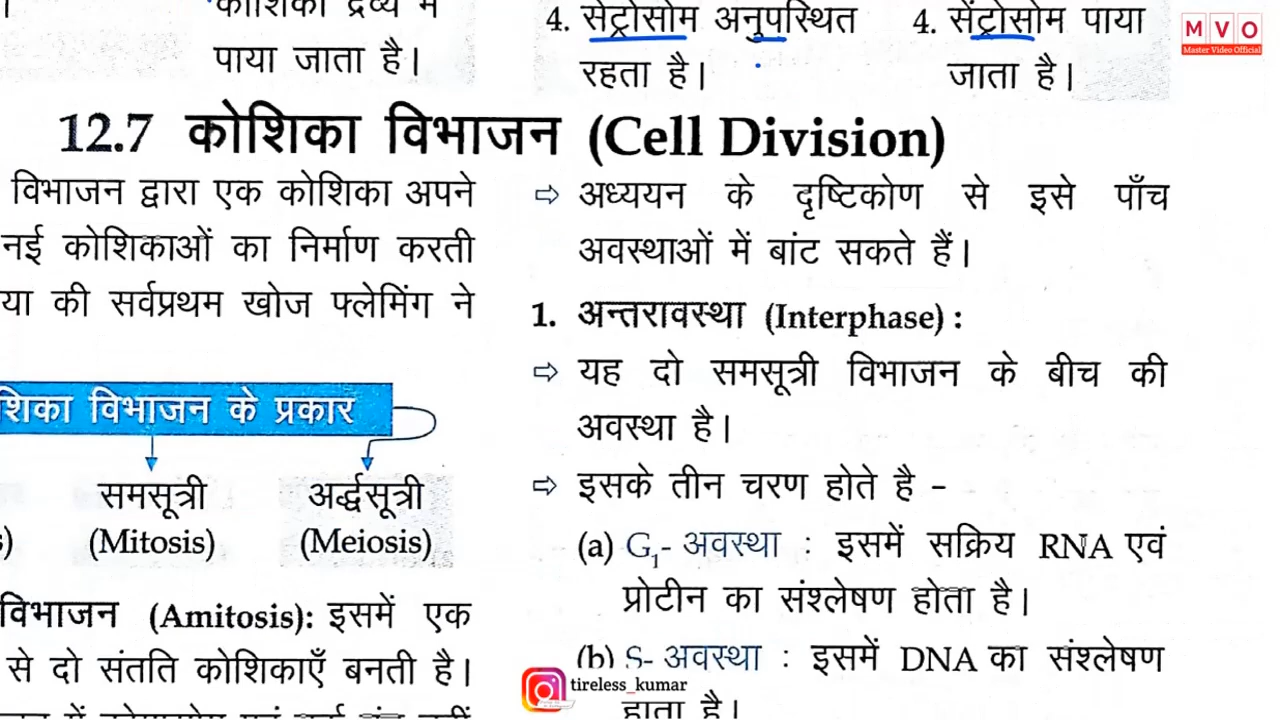 कोशिका द्रव्य में
पाया जाता है।
4. सेंट्रोसोम अनुपस्थित
रहता है।
4. सेंट्रोसोम पाया
जाता है।
M V O
Master Video Official
12.7 कोशिका विभाजन (Cell Division)
विभाजन द्वारा एक कोशिका अपने
नई कोशिकाओं का निर्माण करती
या की सर्वप्रथम खोज फ्लेमिंग ने
शिका विभाजन के प्रकार
समसूत्री
(Mitosis)
अर्द्धसूत्री
(Meiosis)
विभाजन (Amitosis): इसमें एक
से दो संतति कोशिकाएँ बनती है।
⇨ अध्ययन के दृष्टिकोण से इसे पाँच
अवस्थाओं में बांट सकते हैं।
1. अन्तरावस्था (Interphase) :
⇨ यह दो समसूत्री विभाजन के बीच की
अवस्था है।
⇨ इसके तीन चरण होते है -
(a) G₁- अवस्था : इसमें सक्रिय RNA एवं
प्रोटीन का संश्लेषण होता है।
(b) S- अवस्था : इसमें DNA का संश्लेषण
होता है।
tireless_kumar